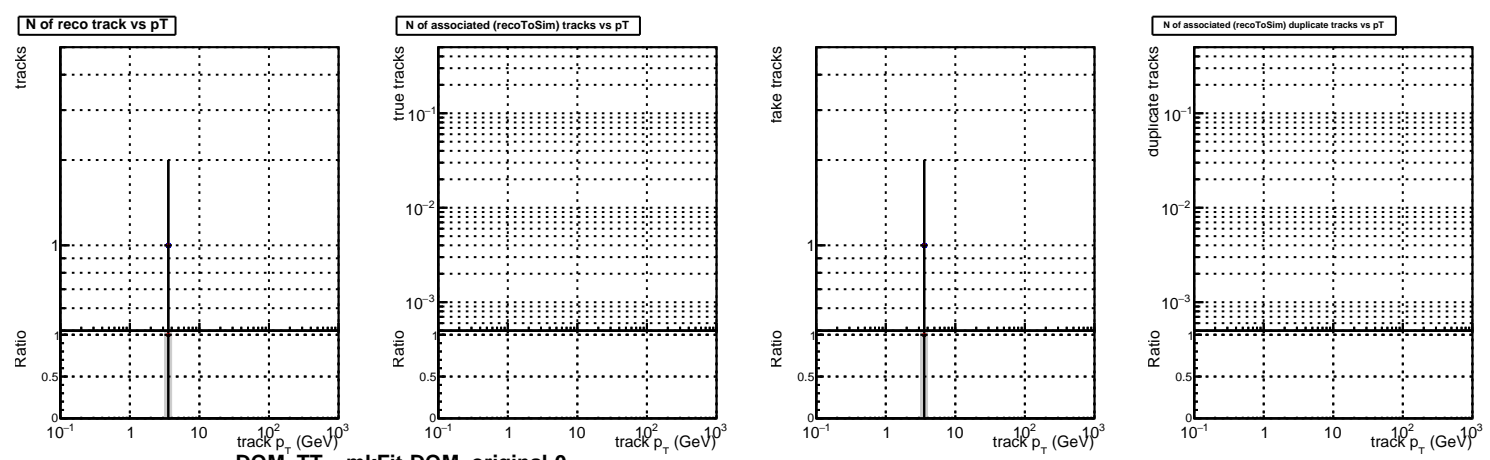 N of reco track vs pT
tracks
1
Ratio
1
0.5
0
10⁻¹ 1 10 10² 10³
track p_T (GeV)
N of associated (recoToSim) tracks vs pT
true tracks
10⁻¹
10⁻²
10⁻³
Ratio
1
0.5
0
10⁻¹ 1 10 10² 10³
track p_T (GeV)
fake tracks
1
Ratio
1
0.5
0
10⁻¹ 1 10 10² 10³
track p_T (GeV)
N of associated (recoToSim) duplicate tracks vs pT
duplicate tracks
10⁻¹
10⁻²
10⁻³
Ratio
1
0.5
0
10⁻¹ 1 10 10² 10³
track p_T (GeV)